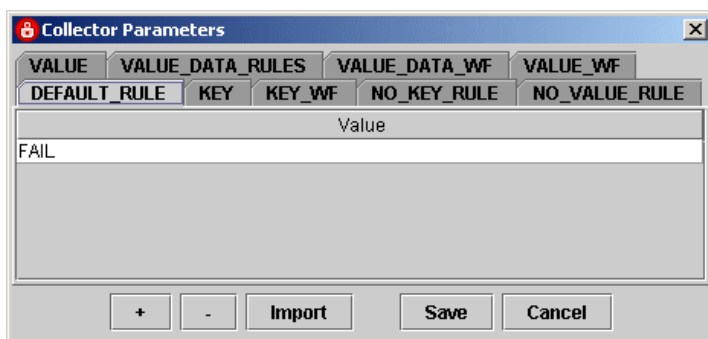 Collector Parameters
VALUE VALUE_DATA_RULES VALUE_DATA_WF VALUE_WF
DEFAULT_RULE KEY KEY_WF NO_KEY_RULE NO_VALUE_RULE
Value
FAIL
+ - Import Save Cancel